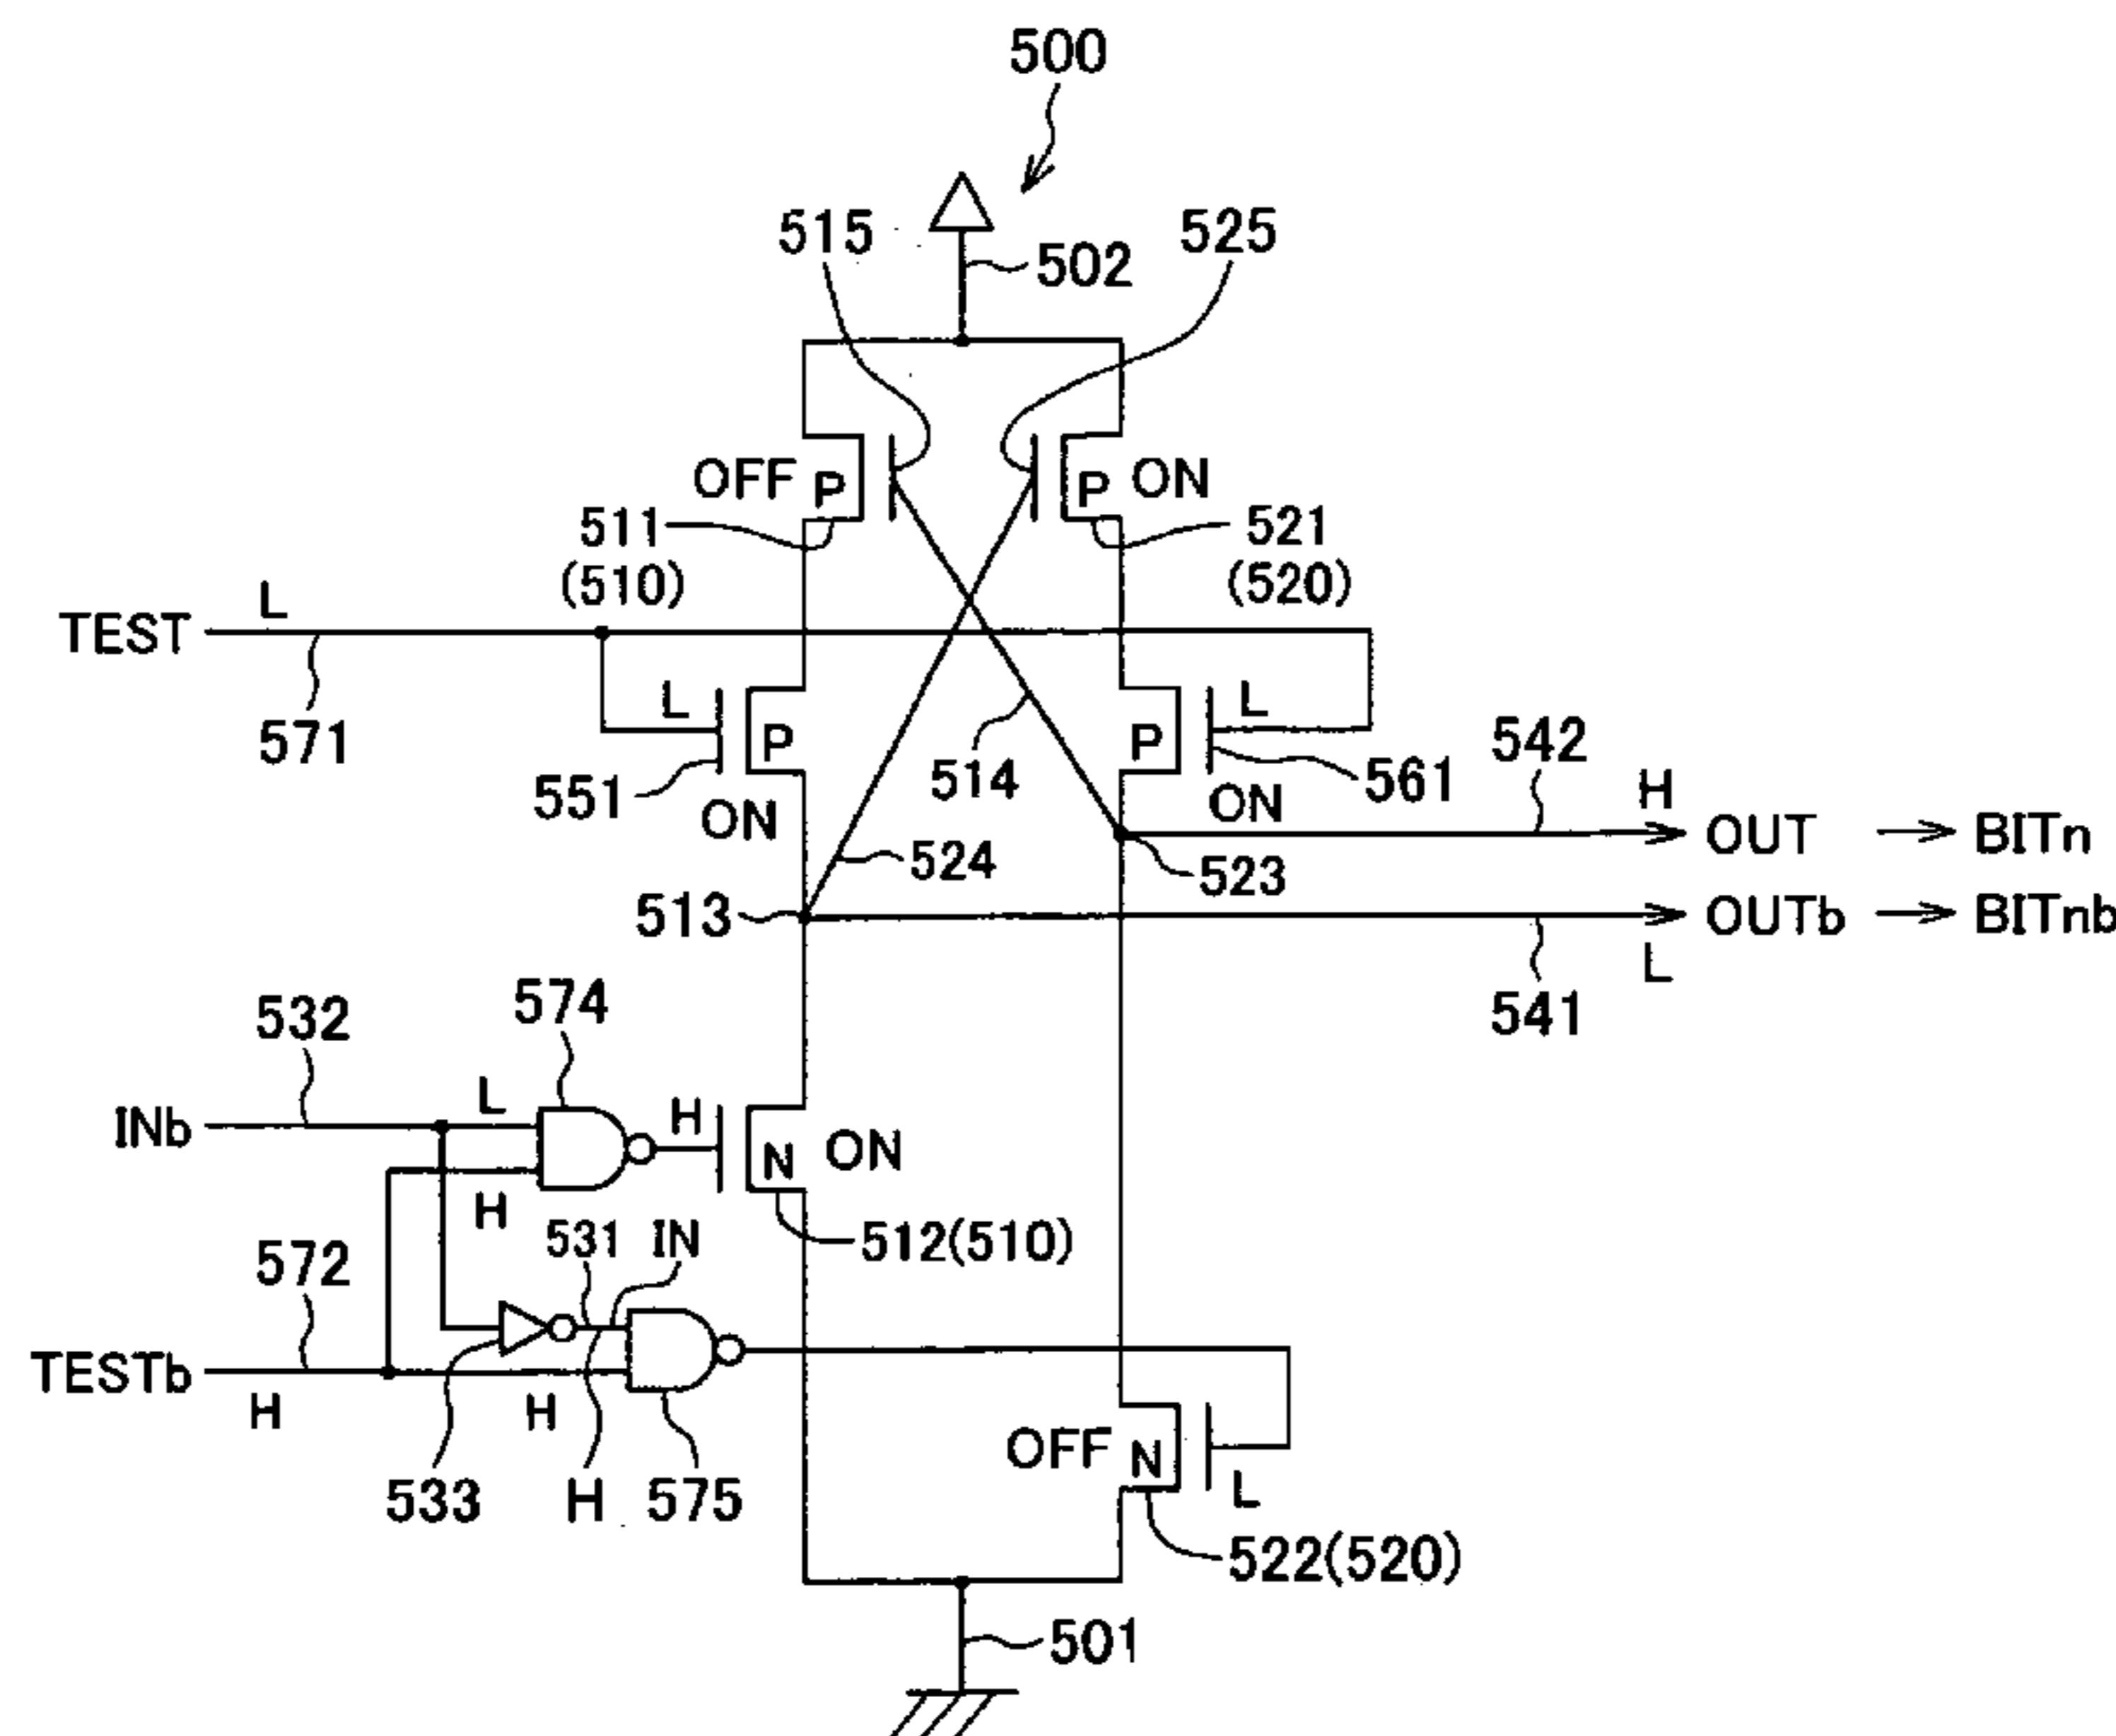 500
515
525
502
OFF P
P ON
511
(510)
521
(520)
TEST
L
571
L
P
551
ON
514
P
L
561
ON
542
H
OUT → BITn
524
523
513
OUTb → BITnb
L
541
532
574
INb
L
H
N ON
H
512(510)
572
531 IN
TESTb
H
H
533
H
575
OFF N
L
522(520)
501